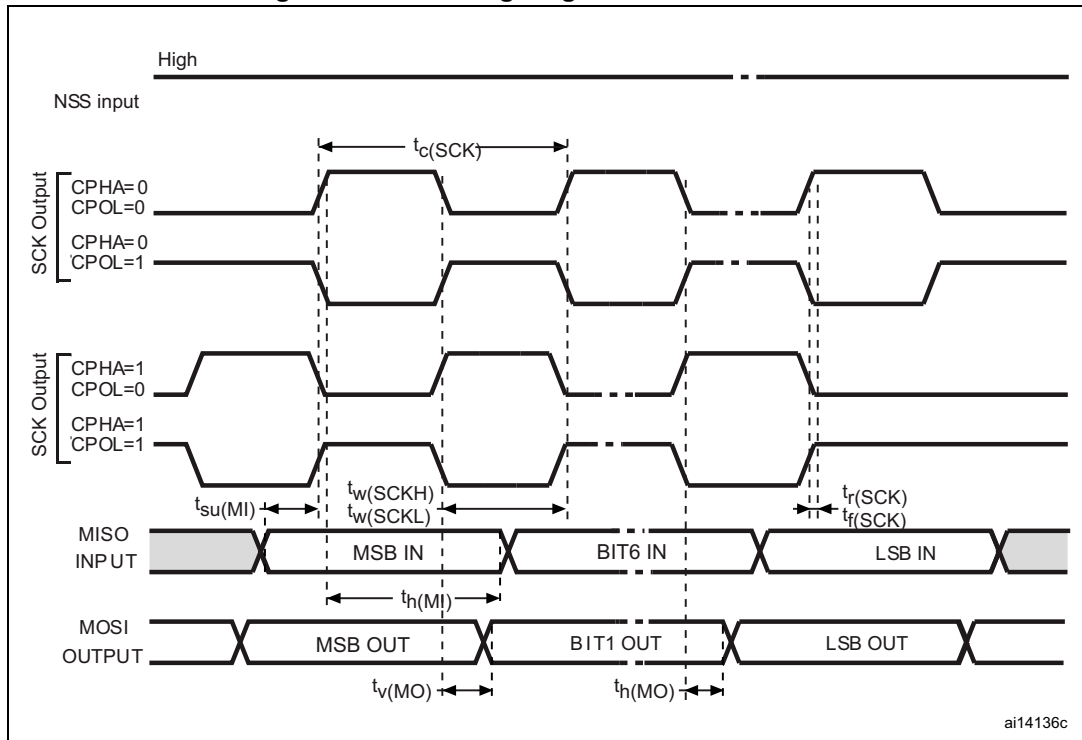 High
NSS input
tc(SCK)
SCK Output
CPHA=0
CPOL=0
CPHA=0
CPOL=1
SCK Output
CPHA=1
CPOL=0
CPHA=1
CPOL=1
tsu(MI)
tw(SCKH)
tw(SCKL)
tr(SCK)
tf(SCK)
MISO
INPUT
MSB IN
BIT6 IN
LSB IN
th(MI)
MOSI
OUTPUT
MSB OUT
BIT1 OUT
LSB OUT
tv(MO)
th(MO)
ai14136c